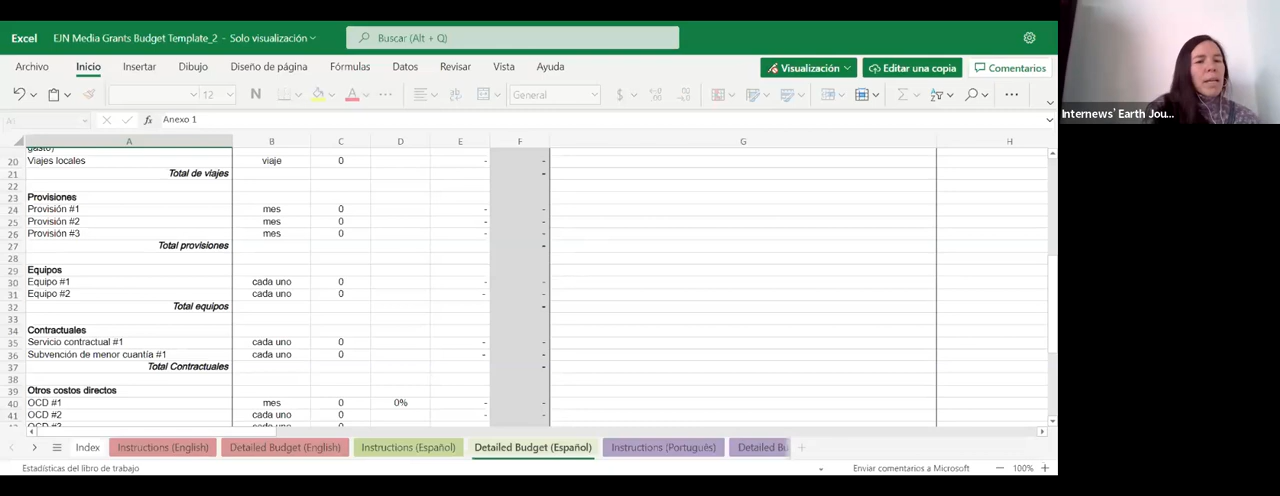 Excel EJN Media Grants Budget Template_2 - Solo visualización Buscar (Alt + Q)
Archivo Inicio Insertar Dibujo Diseño de página Fórmulas Datos Revisar Vista Ayuda Visualización Editar una copia Comentarios
12 N A General $
A1 fx Anexo 1
A B C D E F G H
gasto)
20 Viajes locales viaje 0 - -
21 Total de viajes -
22
23 Provisiones
24 Provisión #1 mes 0 - -
25 Provisión #2 mes 0 - -
26 Provisión #3 mes 0 - -
27 Total provisiones -
28
29 Equipos
30 Equipo #1 cada uno 0 - -
31 Equipo #2 cada uno 0 - -
32 Total equipos -
33
34 Contractuales
35 Servicio contractual #1 cada uno 0 - -
36 Subvención de menor cuantía #1 cada uno 0 - -
37 Total Contractuales -
38
39 Otros costos directos
40 OCD #1 mes 0 0% - -
41 OCD #2 cada uno 0 - -
Index Instructions (English) Detailed Budget (English) Instructions (Español) Detailed Budget (Español) Instructions (Português) Detailed Bu
Estadísticas del libro de trabajo Enviar comentarios a Microsoft 100%
Internews' Earth Jou...